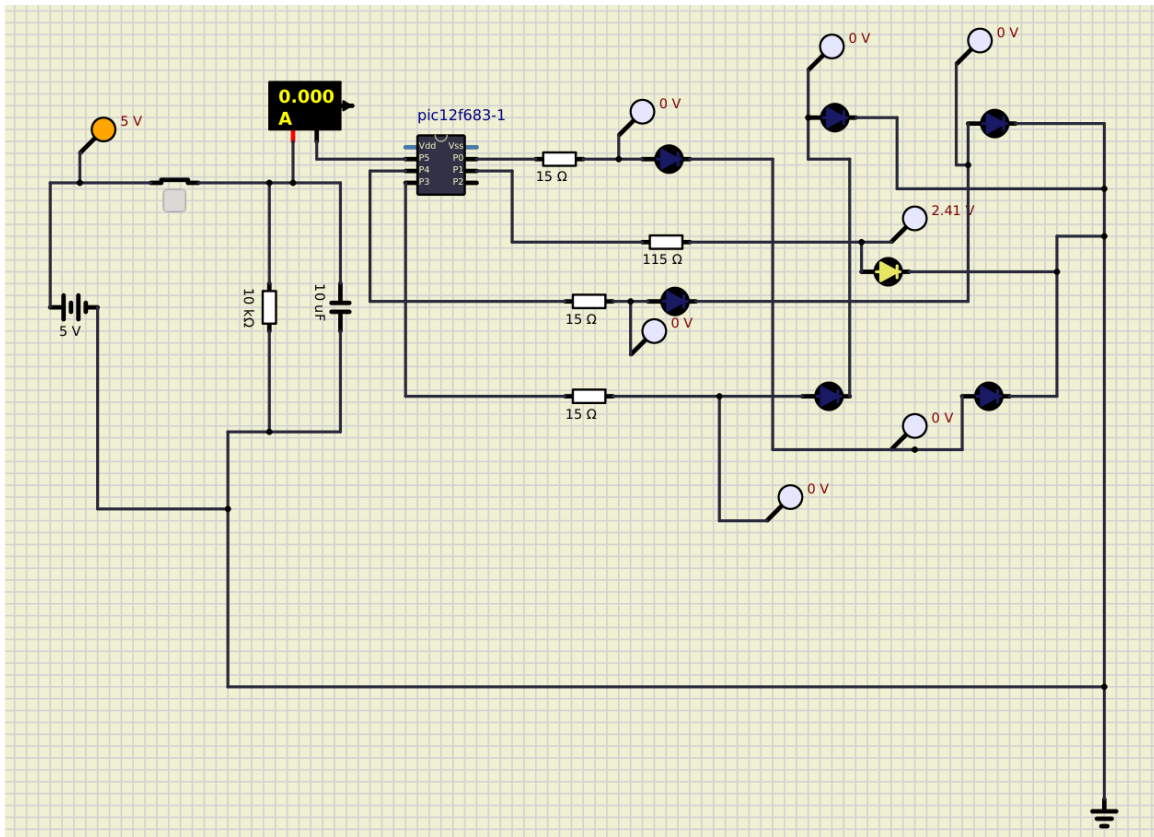 0 V
0 V
0.000
A
0 V
pic12f683-1
5 V
Vdd Vss
P5 P0
P4 P1
P3 P2
15 Ω
2.41 V
115 Ω
10 kΩ
10 uF
5 V
15 Ω
0 V
15 Ω
0 V
0 V